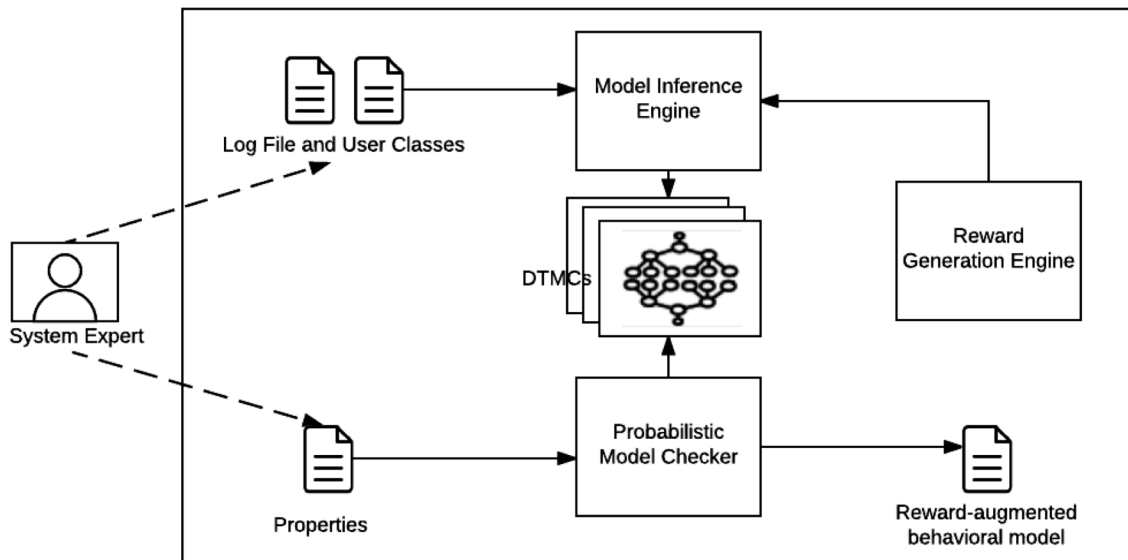 Model Inference
Engine
Log File and User Classes
Reward
Generation Engine
DTMCs
System Expert
Probabilistic
Model Checker
Properties
Reward-augmented
behavioral model